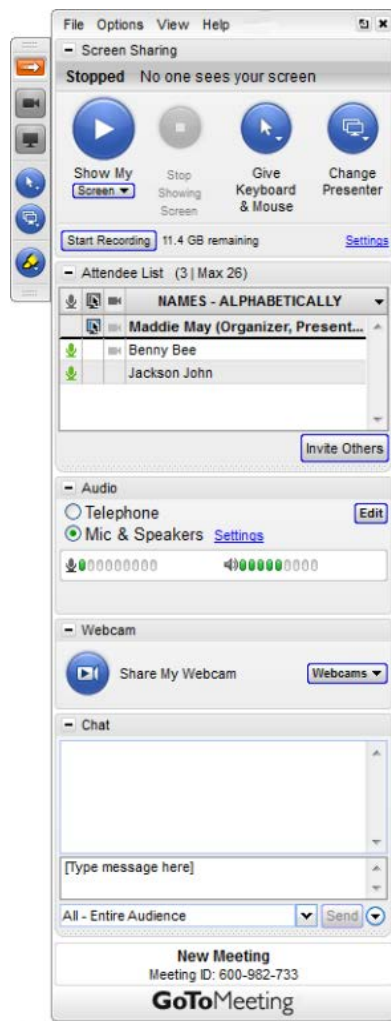 File Options View Help
Screen Sharing
Stopped No one sees your screen
Show My
Screen
Stop
Showing
Screen
Give
Keyboard
& Mouse
Change
Presenter
Start Recording 11.4 GB remaining Settings
Attendee List (3 | Max 26)
NAMES - ALPHABETICALLY
Maddie May (Organizer, Present...
Benny Bee
Jackson John
Invite Others
Audio
Telephone Edit
Mic & Speakers Settings
Webcam
Share My Webcam Webcams
Chat
[Type message here]
All - Entire Audience Send
New Meeting
Meeting ID: 600-982-733
GoToMeeting